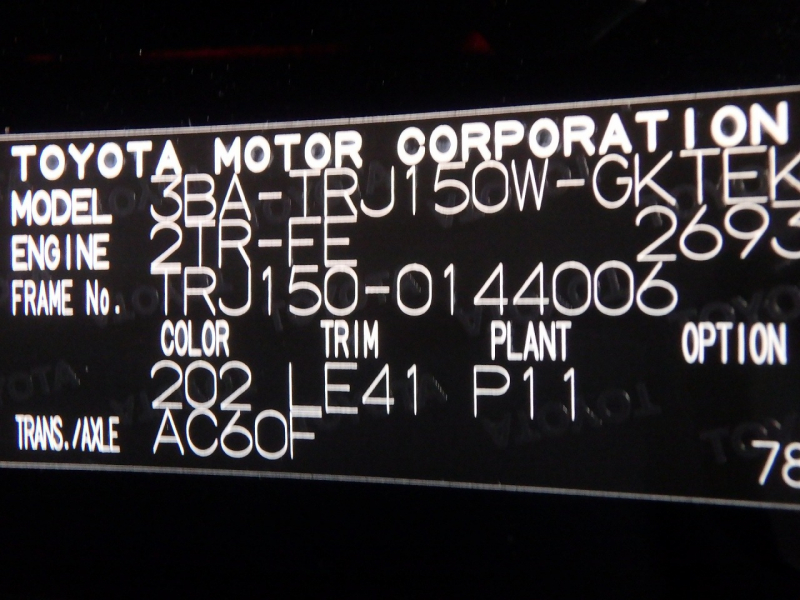 TOYOTA MOTOR CORPORATION
MODEL 3BA-TRJ150W-GKTEK
ENGINE 2TR-FE 2693
FRAME No. TRJ150-0144006
COLOR TRIM PLANT OPTION
202 LE41 P11
TRANS./AXLE AC60F 78